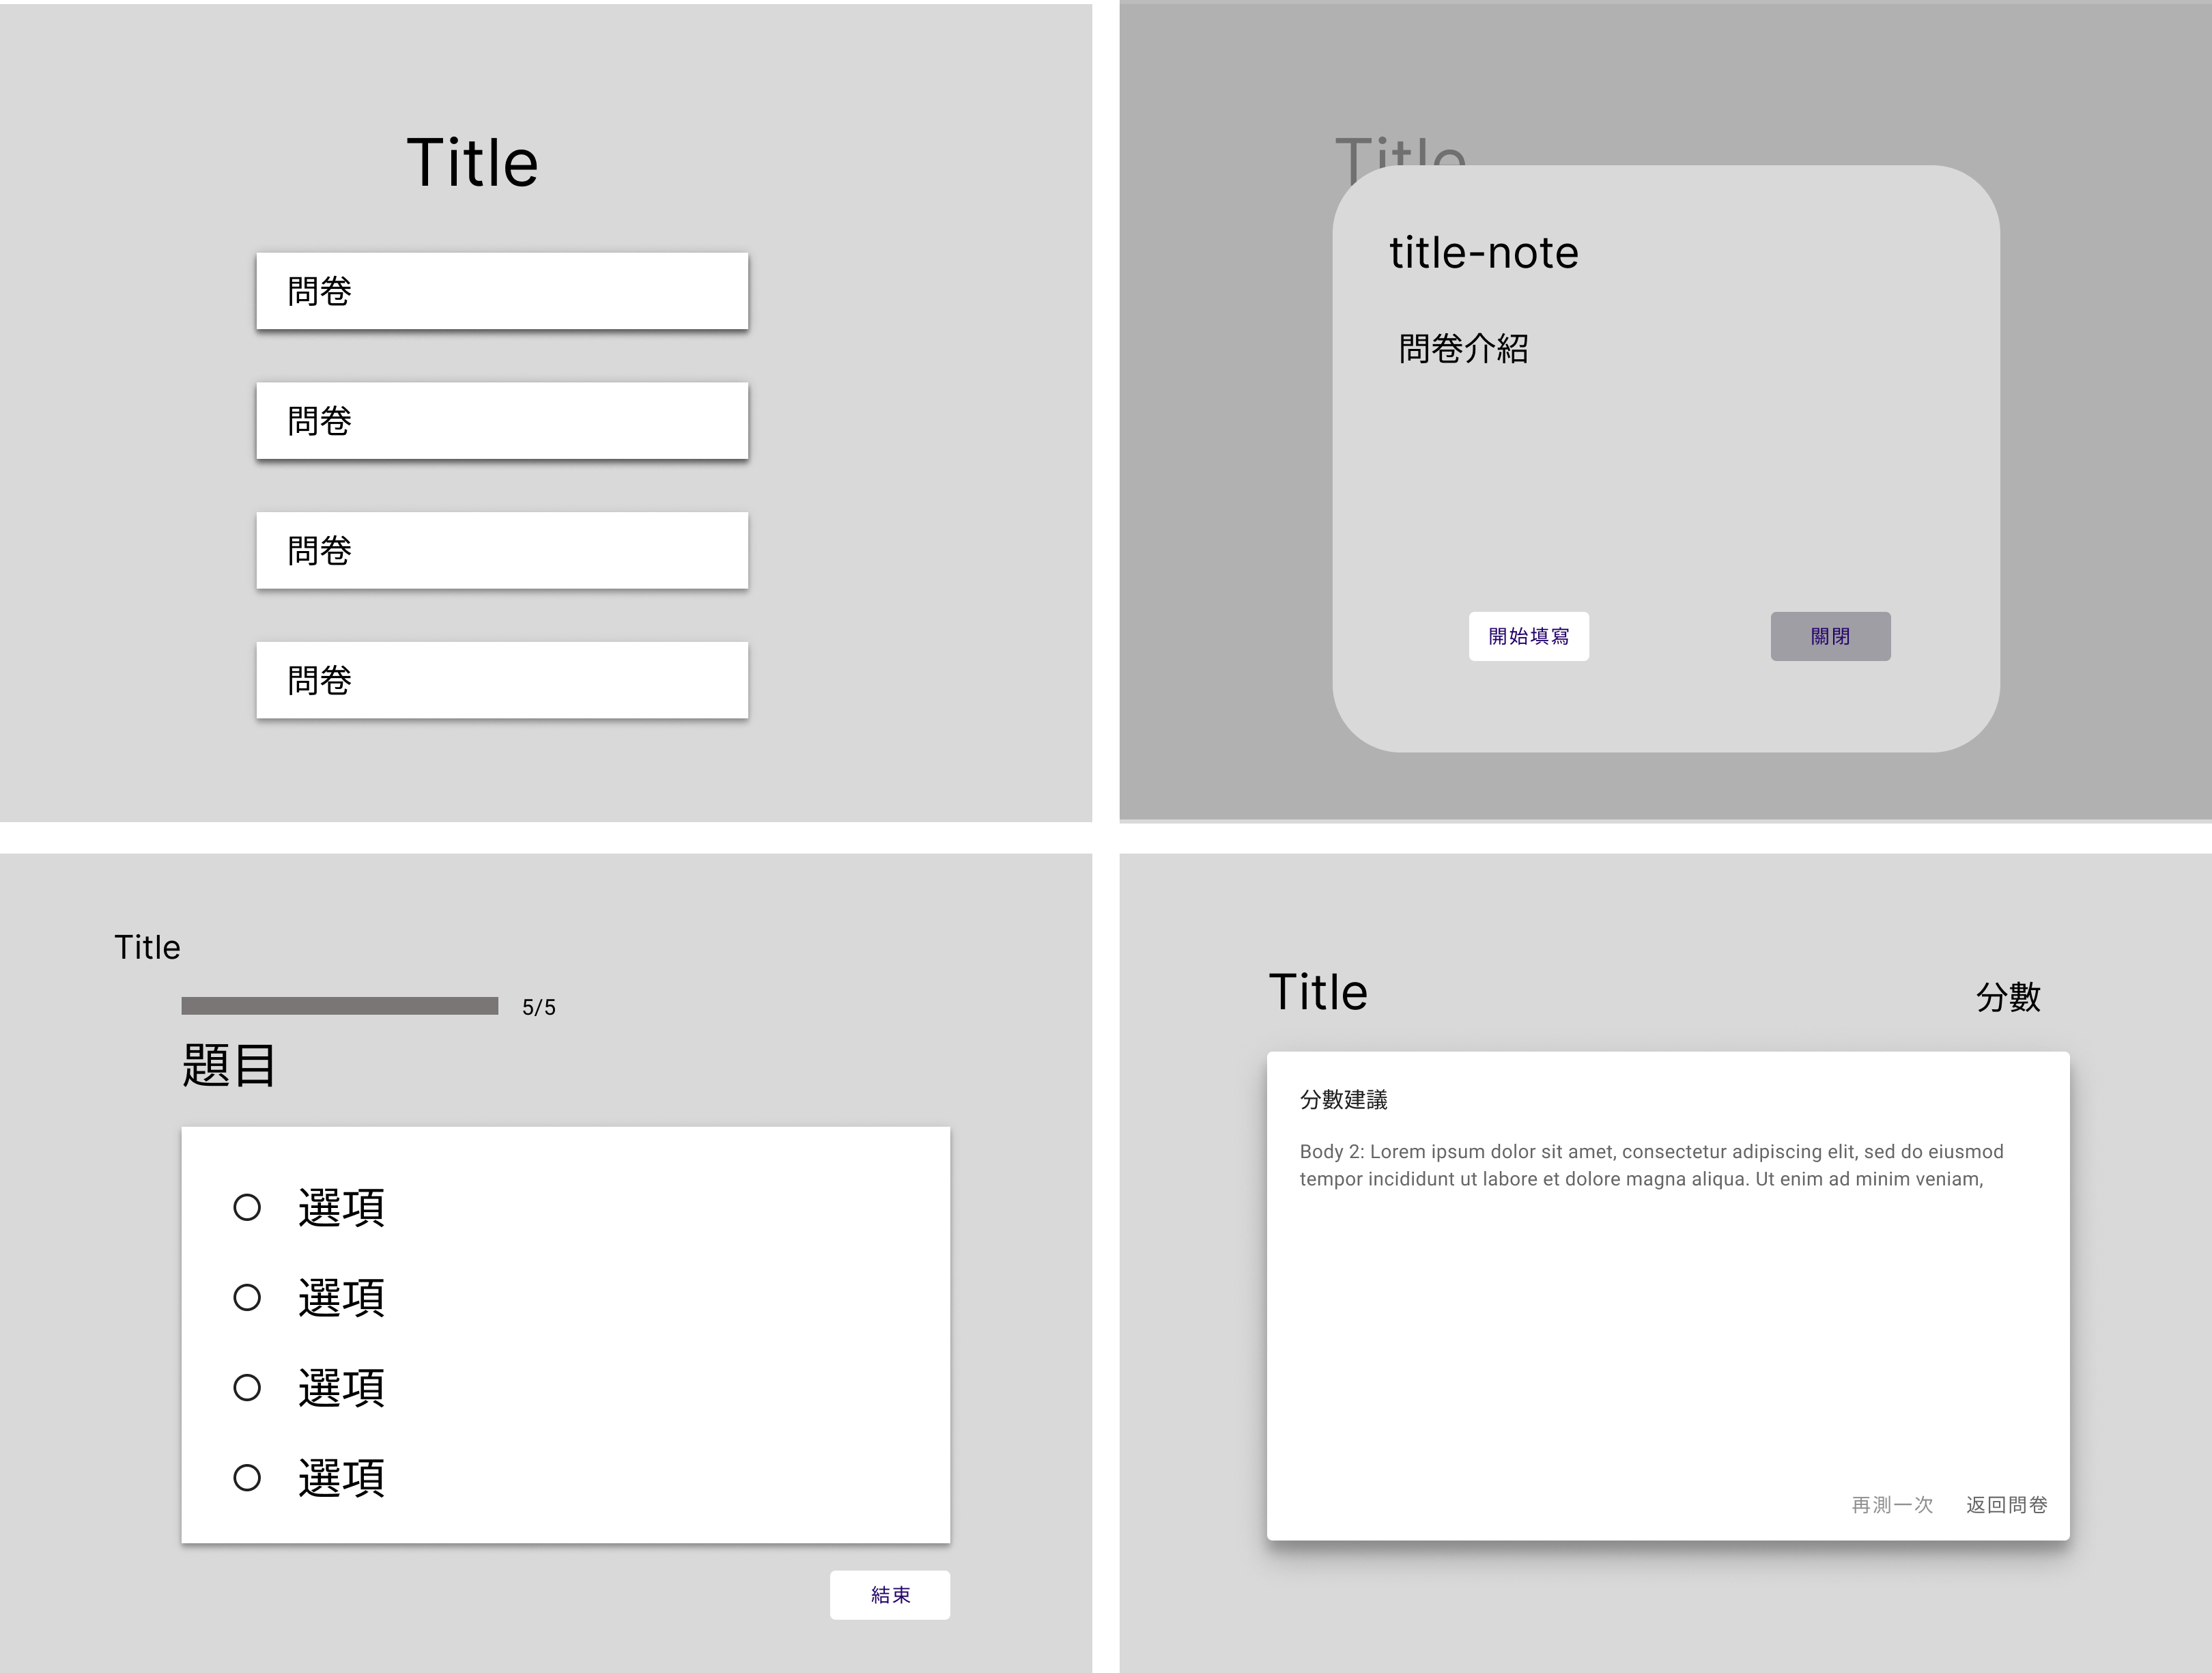 Title
問卷
問卷
問卷
問卷
title-note
問卷介紹
開始填寫 關閉
Title
5/5
題目
選項
選項
選項
選項
結束
Title 分數
分數建議
Body 2: Lorem ipsum dolor sit amet, consectetur adipiscing elit, sed do eiusmod
tempor incididunt ut labore et dolore magna aliqua. Ut enim ad minim veniam,
再測一次 返回問卷